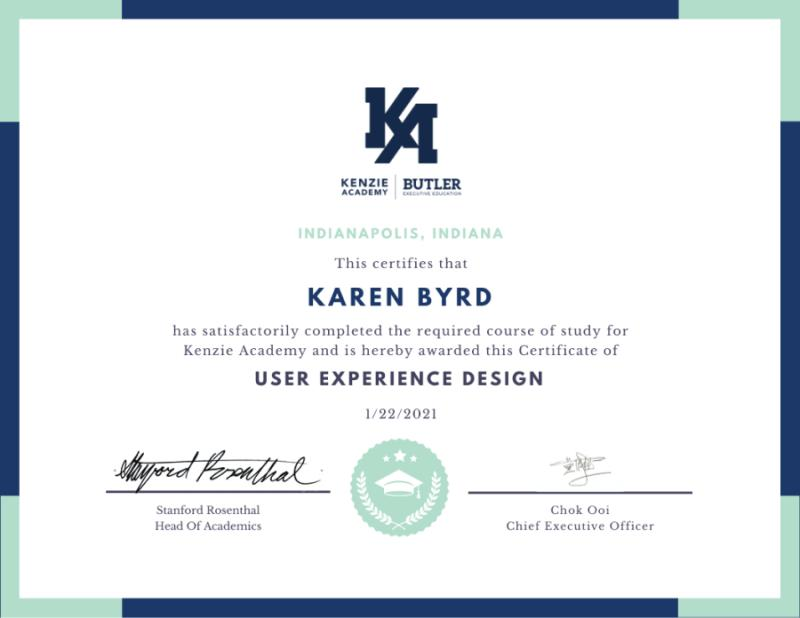 KA
KENZIE ACADEMY | BUTLER EXECUTIVE EDUCATION
INDIANAPOLIS, INDIANA
This certifies that
KAREN BYRD
has satisfactorily completed the required course of study for
Kenzie Academy and is hereby awarded this Certificate of
USER EXPERIENCE DESIGN
1/22/2021
Stanford Rosenthal
Stanford Rosenthal
Head Of Academics
Chok Ooi
Chief Executive Officer